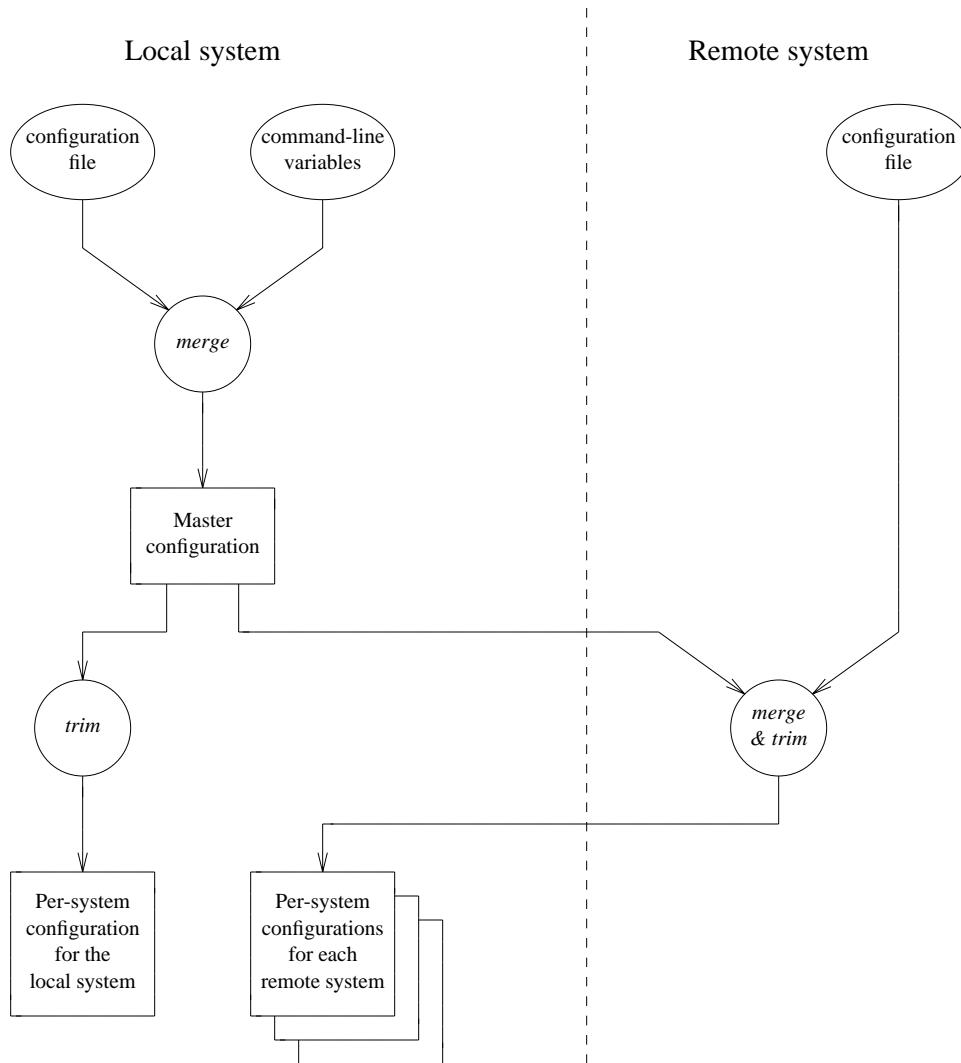 Local system
Remote system
configuration
file
command-line
variables
configuration
file
merge
Master
configuration
trim
merge
& trim
Per-system
configuration
for the
local system
Per-system
configurations
for each
remote system